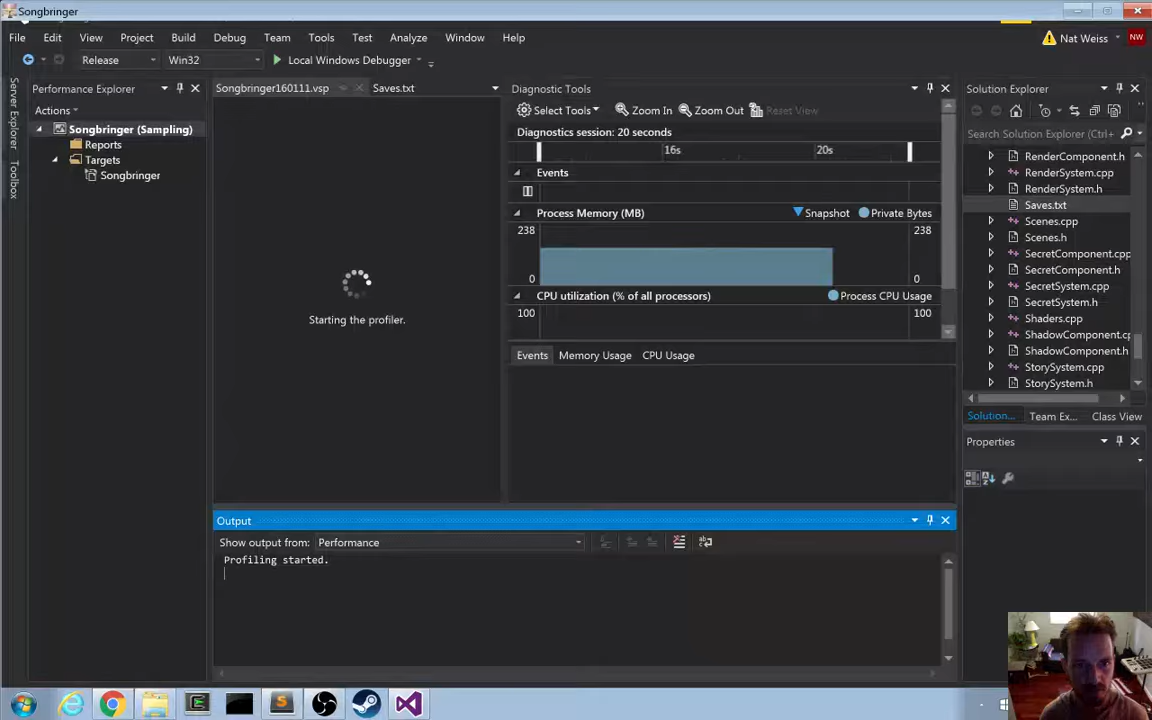 Songbringer
File Edit View Project Build Debug Team Tools Test Analyze Window Help
Nat Weiss NW
Release Win32 Local Windows Debugger
Server Explorer
Toolbox
Performance Explorer
Actions
Songbringer (Sampling)
Reports
Targets
Songbringer
Songbringer160111.vsp Saves.txt
Starting the profiler.
Diagnostic Tools
Select Tools Zoom In Zoom Out Reset View
Diagnostics session: 20 seconds
16s 20s
Events
Process Memory (MB) Snapshot Private Bytes
238 238
0 0
CPU utilization (% of all processors) Process CPU Usage
100 100
Events Memory Usage CPU Usage
Output
Show output from: Performance
Profiling started.
Solution Explorer
Search Solution Explorer (Ctrl+
RenderComponent.h
RenderSystem.cpp
RenderSystem.h
Saves.txt
Scenes.cpp
Scenes.h
SecretComponent.cpp
SecretComponent.h
SecretSystem.cpp
SecretSystem.h
Shaders.cpp
ShadowComponent.cp
ShadowComponent.h
StorySystem.cpp
StorySystem.h
Solution... Team Ex... Class View
Properties